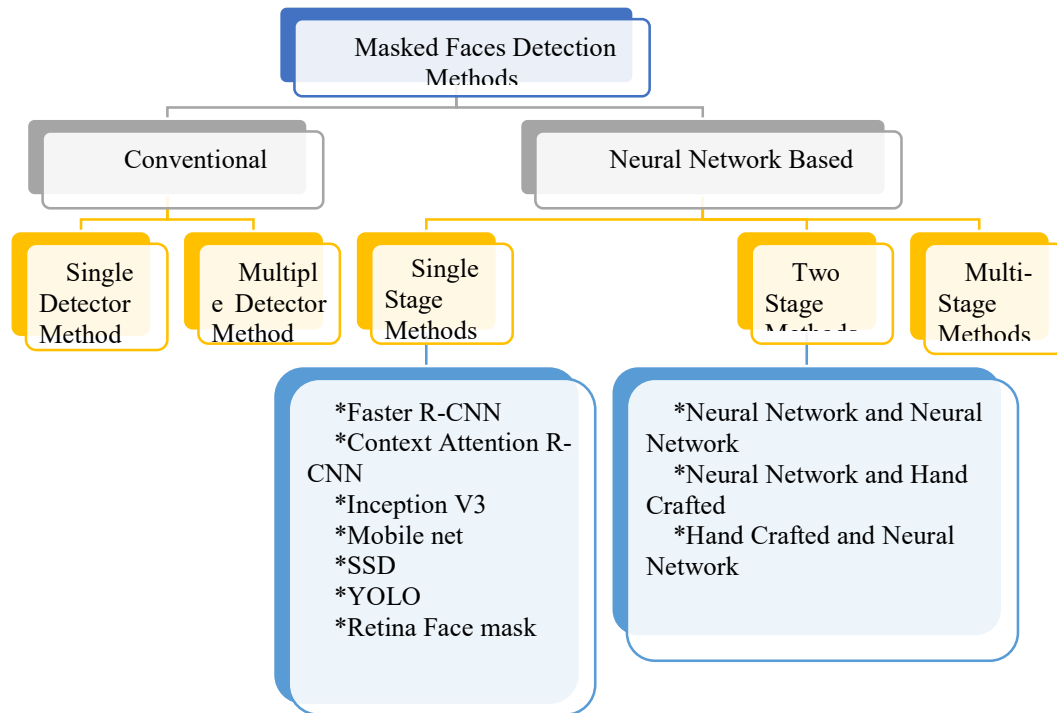 Masked Faces Detection
Methods
Conventional
Neural Network Based
Single
Detector
Method
Multipl
e Detector
Method
Single
Stage
Methods
Two
Stage
Methods
Multi-
Stage
Methods
*Faster R-CNN
*Context Attention R-
CNN
*Inception V3
*Mobile net
*SSD
*YOLO
*Retina Face mask
*Neural Network and Neural
Network
*Neural Network and Hand
Crafted
*Hand Crafted and Neural
Network